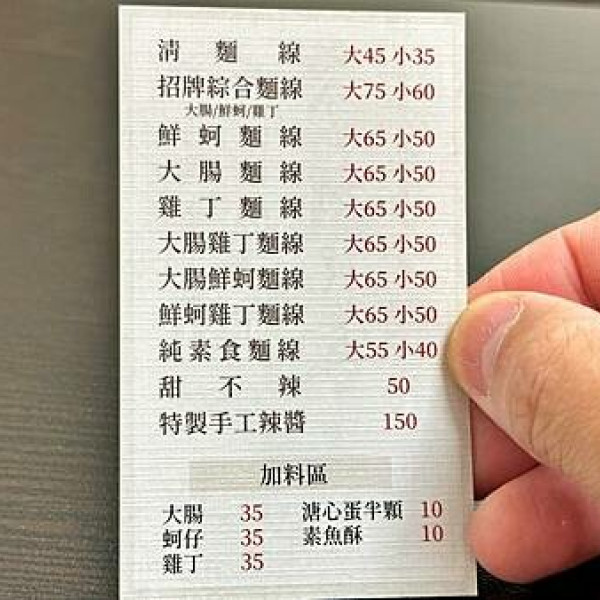 清麵線 大45 小35
招牌綜合麵線 大75 小60
大腸/鮮蚵/雞丁
鮮蚵麵線 大65 小50
大腸麵線 大65 小50
雞丁麵線 大65 小50
大腸雞丁麵線 大65 小50
大腸鮮蚵麵線 大65 小50
鮮蚵雞丁麵線 大65 小50
純素食麵線 大55 小40
甜不辣 50
特製手工辣醬 150
加料區
大腸 35 溏心蛋半顆 10
蚵仔 35 素魚酥 10
雞丁 35